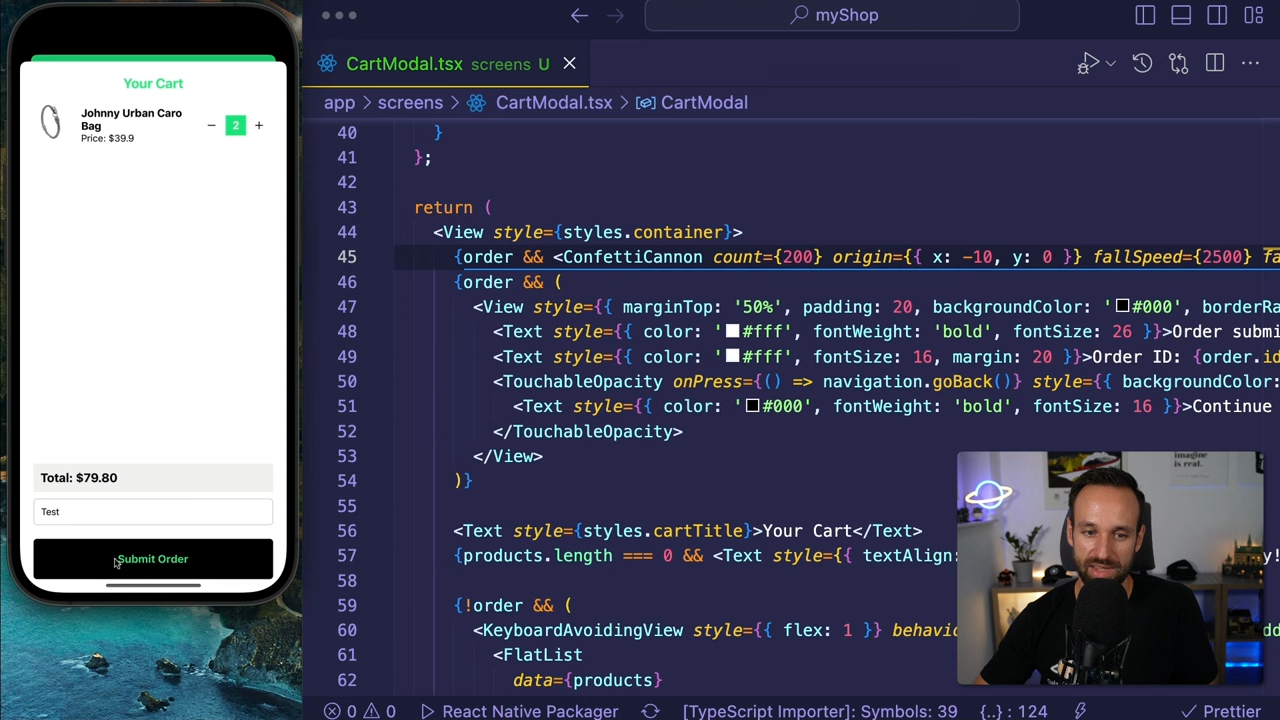 Your Cart
Johnny Urban Caro
Bag
Price: $39.9
− 2 +
Total: $79.80
Test
Submit Order
myShop
CartModal.tsx screens U
app > screens > CartModal.tsx > CartModal
40 }
41 };
42
43 return (
44 <View style={styles.container}>
45 {order && <ConfettiCannon count={200} origin={{ x: -10, y: 0 }} fallSpeed={2500} fa
46 {order && (
47 <View style={{ marginTop: '50%', padding: 20, backgroundColor: '#000', borderRa
48 <Text style={{ color: '#fff', fontWeight: 'bold', fontSize: 26 }}>Order submi
49 <Text style={{ color: '#fff', fontSize: 16, margin: 20 }}>Order ID: {order.id
50 <TouchableOpacity onPress={() => navigation.goBack()} style={{ backgroundColor:
51 <Text style={{ color: '#000', fontWeight: 'bold', fontSize: 16 }}>Continue
52 </TouchableOpacity>
53 </View>
54 )}
55
56 <Text style={styles.cartTitle}>Your Cart</Text>
57 {products.length === 0 && <Text style={{ textAlign: y!
58
59 {!order && (
60 <KeyboardAvoidingView style={{ flex: 1 }} behavio dd
61 <FlatList
62 data={products}
imagine
is real.
0 0 React Native Packager [TypeScript Importer]: Symbols: 39 {..} : 124 Prettier